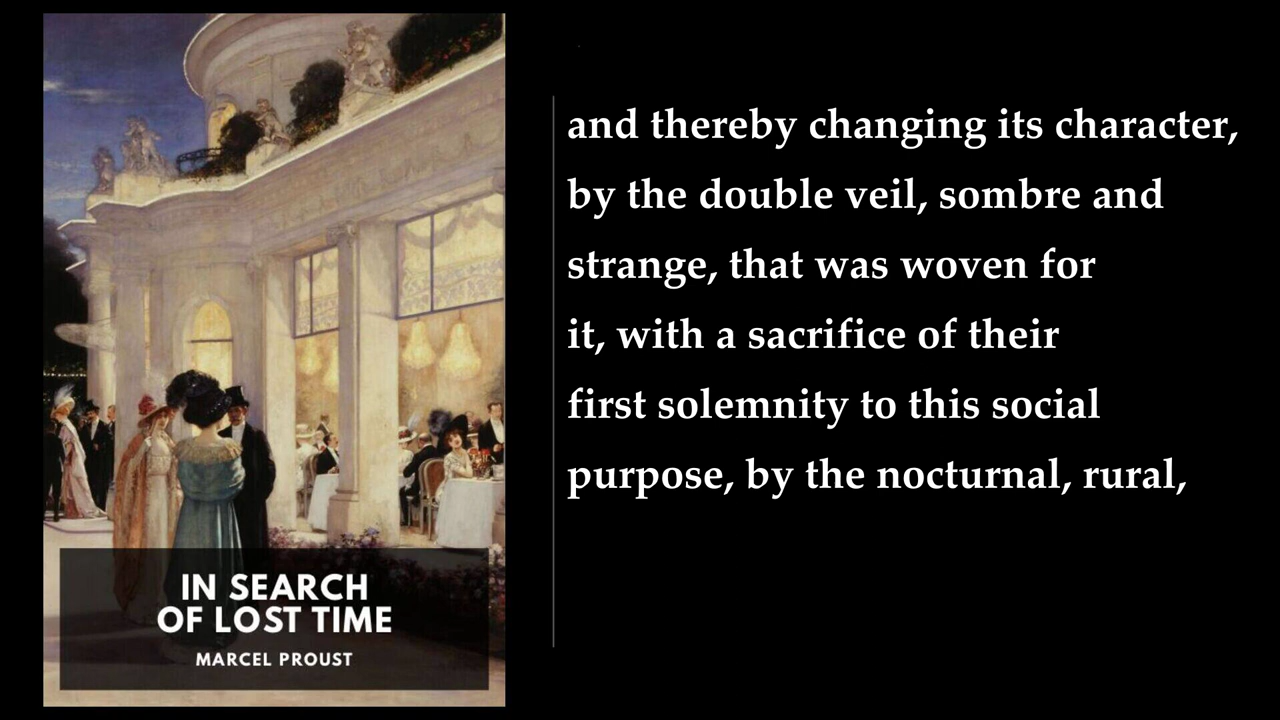 IN SEARCH
OF LOST TIME
MARCEL PROUST
and thereby changing its character,
by the double veil, sombre and
strange, that was woven for
it, with a sacrifice of their
first solemnity to this social
purpose, by the nocturnal, rural,